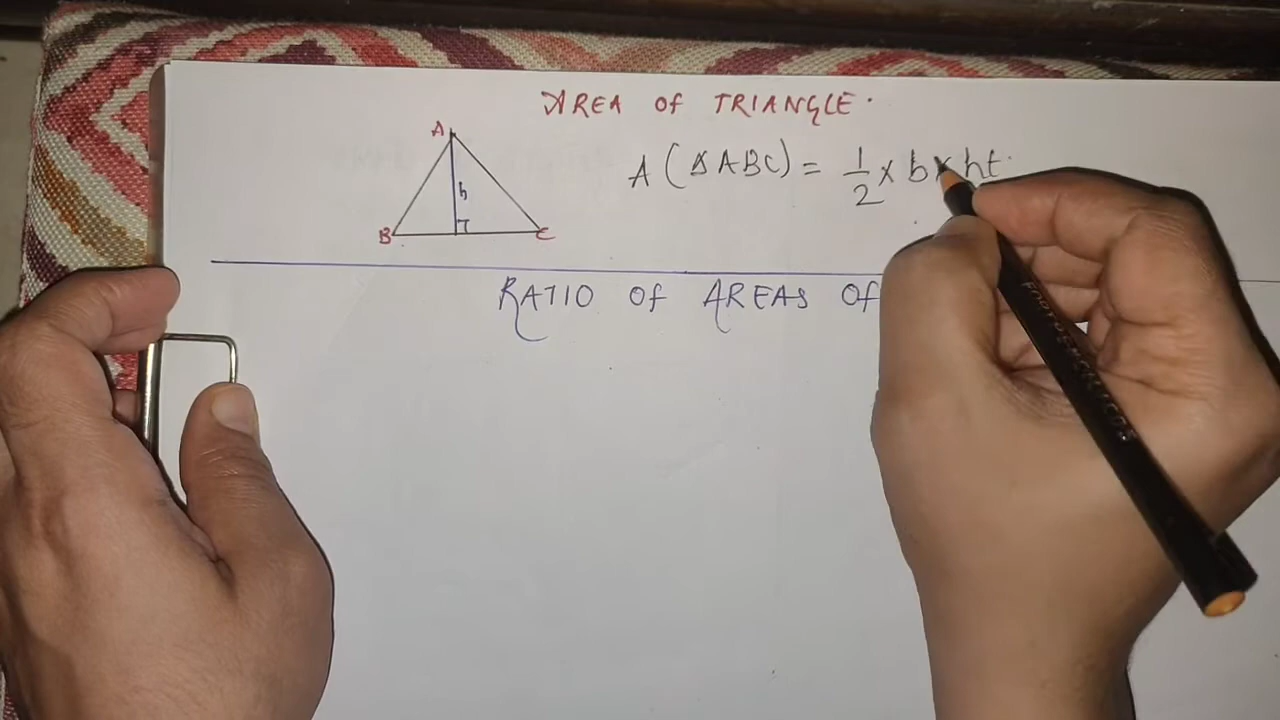 AREA OF TRIANGLE.
A
A (ΔABC) = 1/2 × b × ht.
h
B
C
RATIO OF AREAS OF